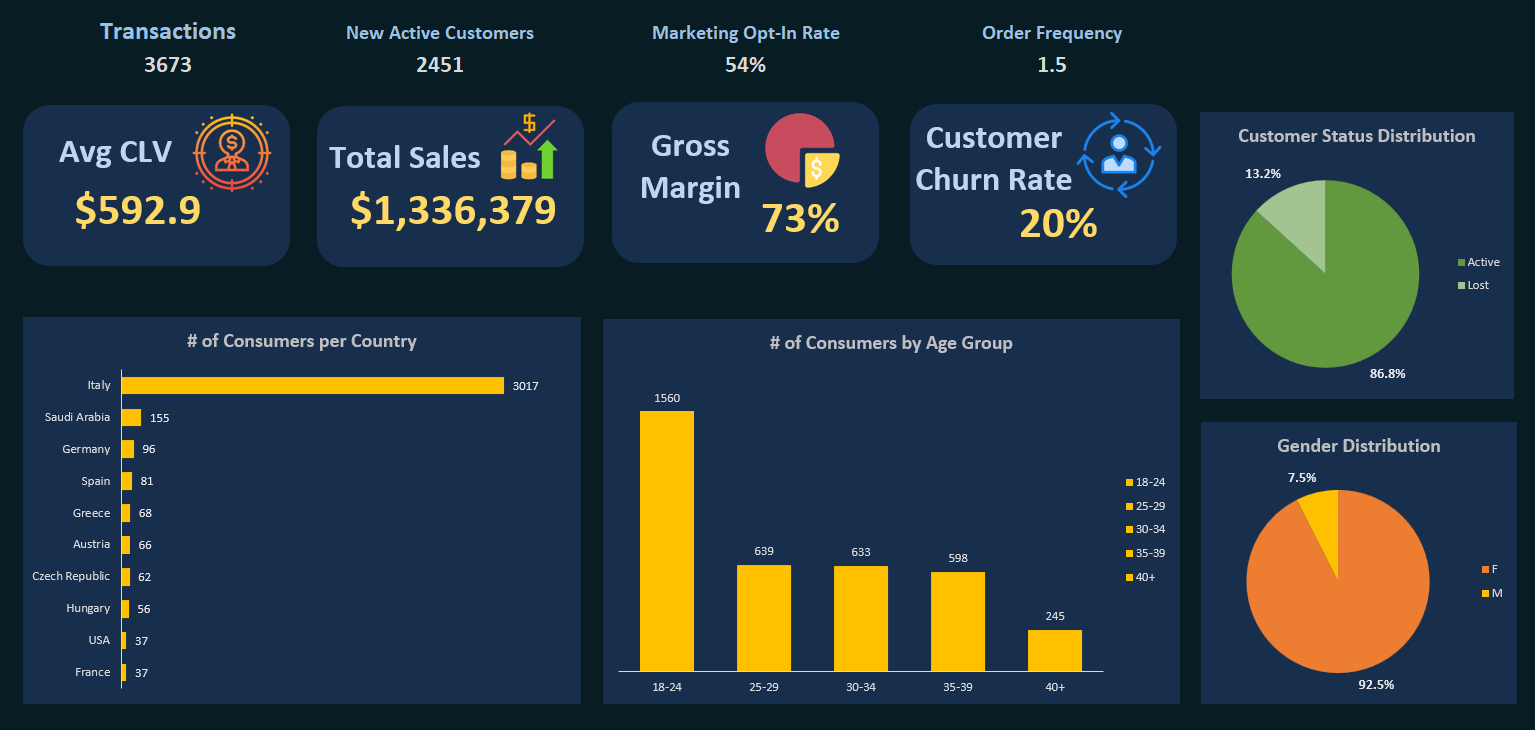 Transactions
3673
New Active Customers
2451
Marketing Opt-In Rate
54%
Order Frequency
1.5
Avg CLV
$
$592.9
Total Sales
$
$1,336,379
Gross
Margin
$
73%
Customer
Churn Rate
20%
Customer Status Distribution
13.2%
Active
Lost
86.8%
# of Consumers per Country
Italy 3017
Saudi Arabia 155
Germany 96
Spain 81
Greece 68
Austria 66
Czech Republic 62
Hungary 56
USA 37
France 37
# of Consumers by Age Group
1560
639
633
598
245
18-24
25-29
30-34
35-39
40+
18-24 25-29 30-34 35-39 40+
Gender Distribution
7.5%
F
M
92.5%